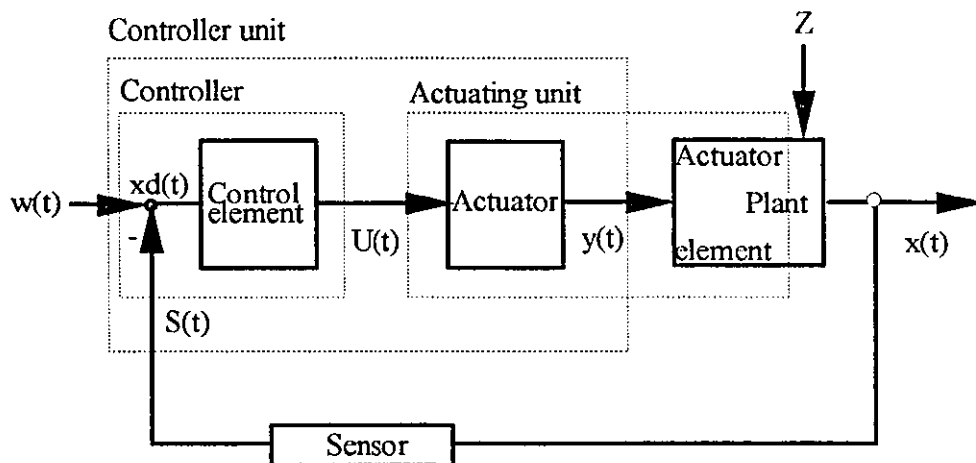 Z
Controller unit
Controller
Actuating unit
w(t)
xd(t)
-
Control
element
U(t)
Actuator
y(t)
Actuator
Plant
element
x(t)
S(t)
Sensor